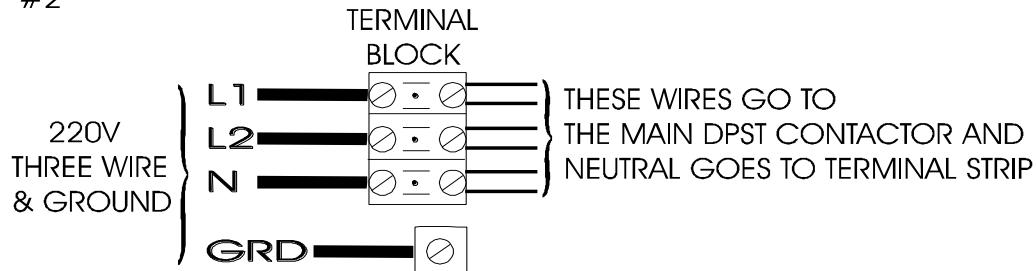 #2
TERMINAL
BLOCK
220V
THREE WIRE
& GROUND
L1
L2
N
GRD
THESE WIRES GO TO
THE MAIN DPST CONTACTOR AND
NEUTRAL GOES TO TERMINAL STRIP